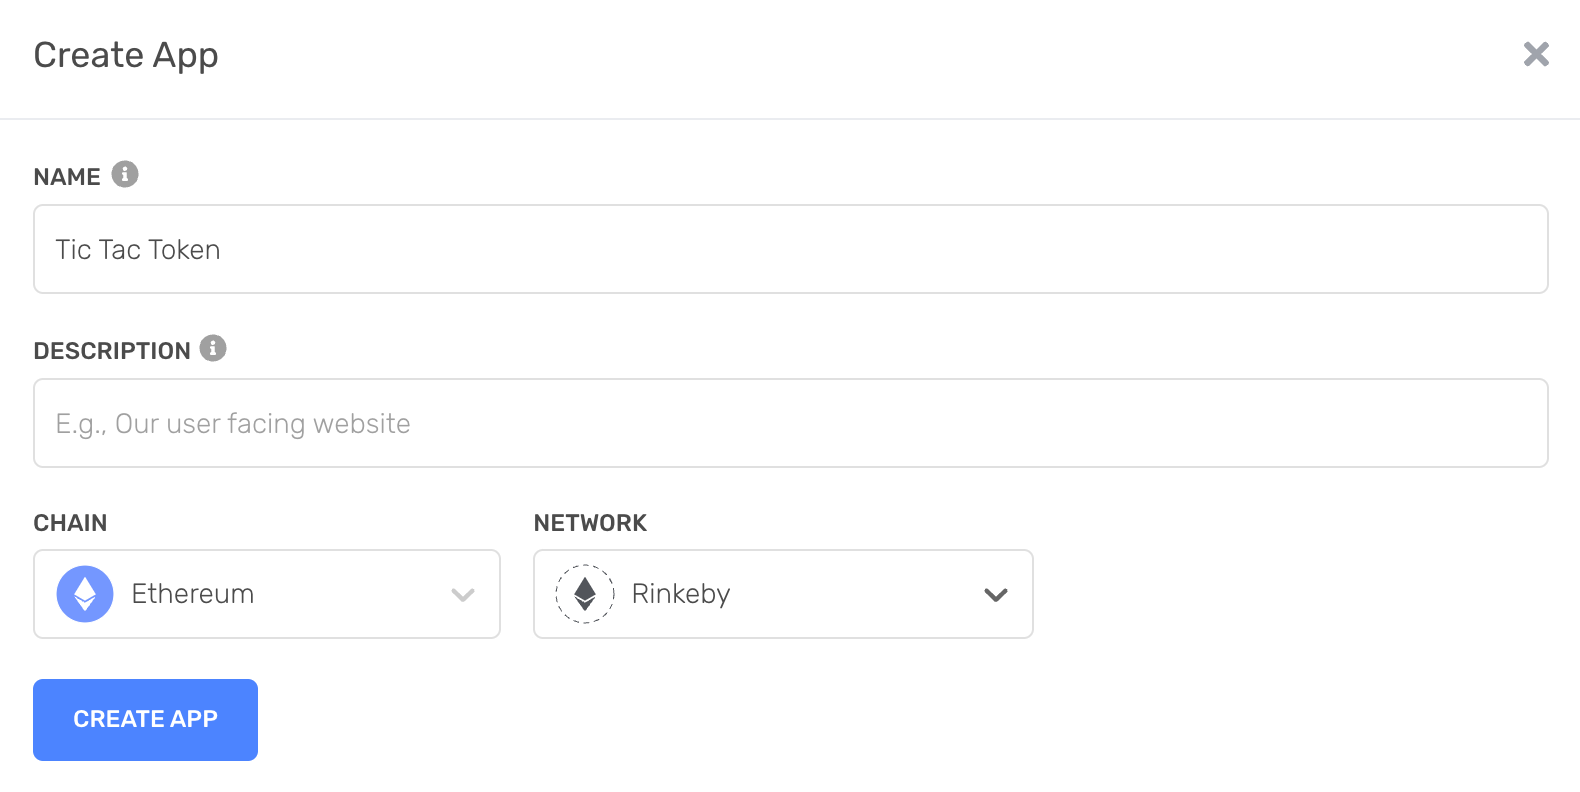 Create App
NAME
Tic Tac Token
DESCRIPTION
E.g., Our user facing website
CHAIN
NETWORK
Ethereum
Rinkeby
CREATE APP